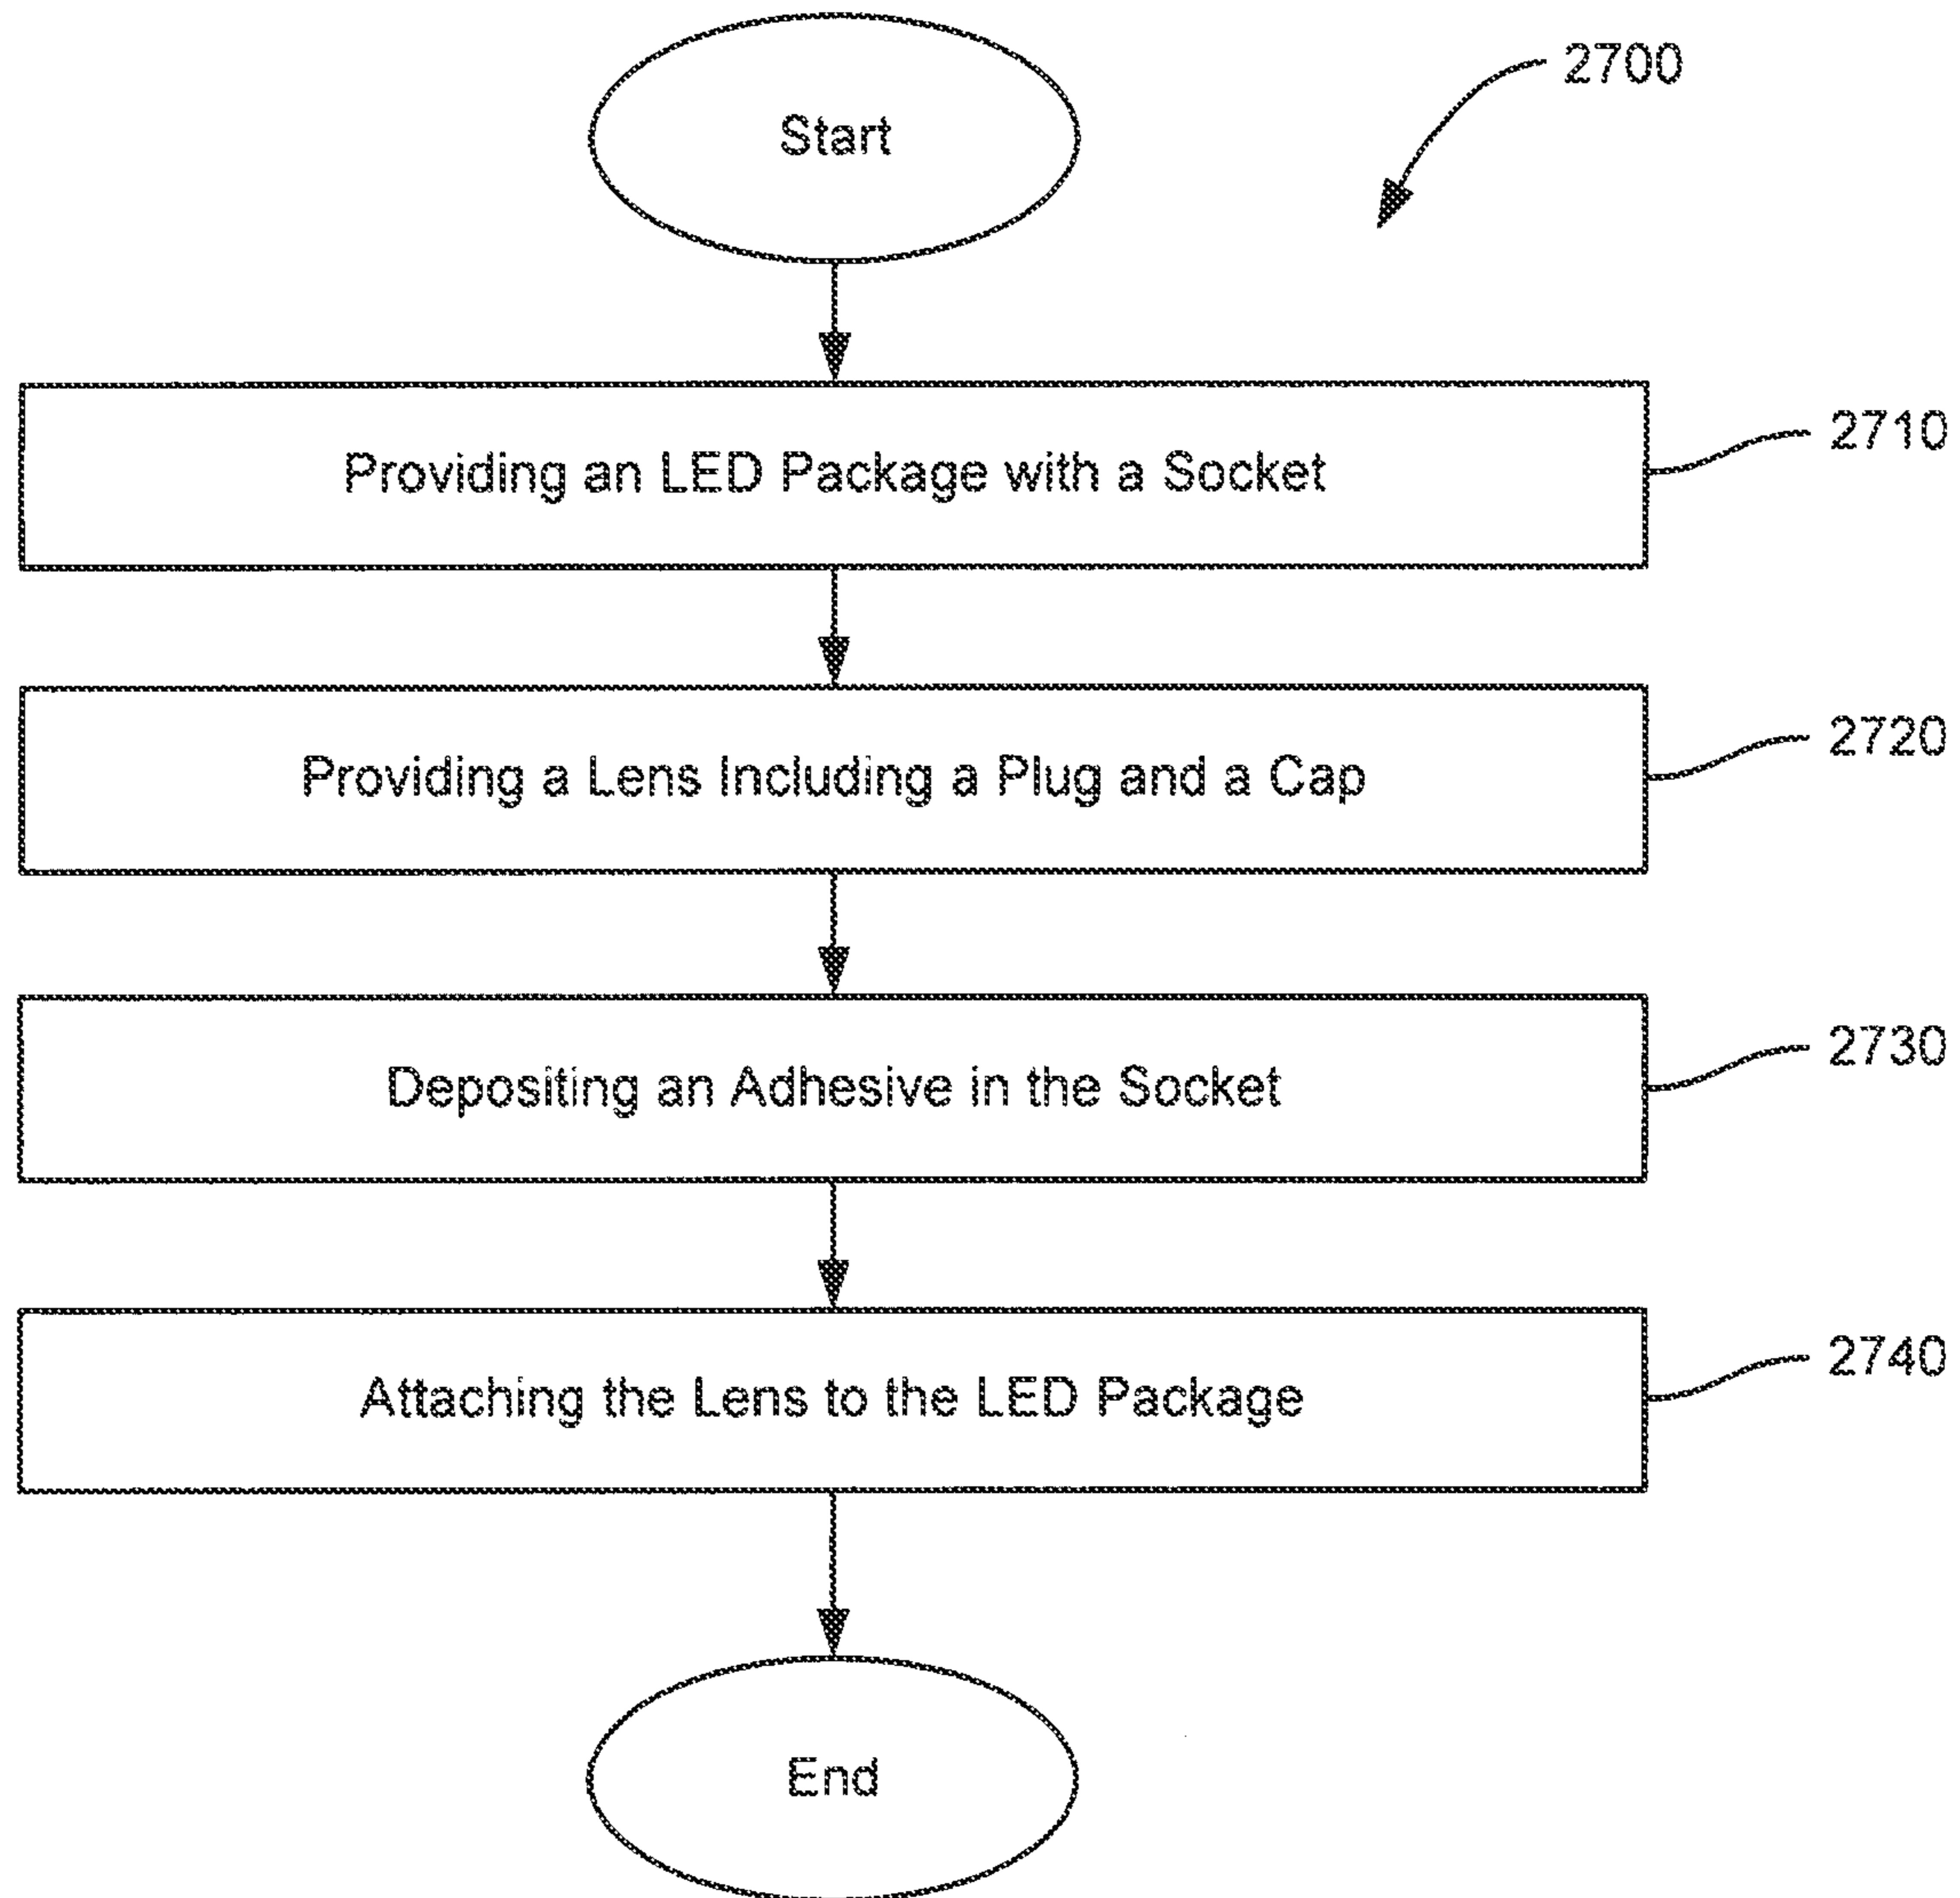 Start
2700
Providing an LED Package with a Socket
2710
Providing a Lens Including a Plug and a Cap
2720
Depositing an Adhesive in the Socket
2730
Attaching the Lens to the LED Package
2740
End